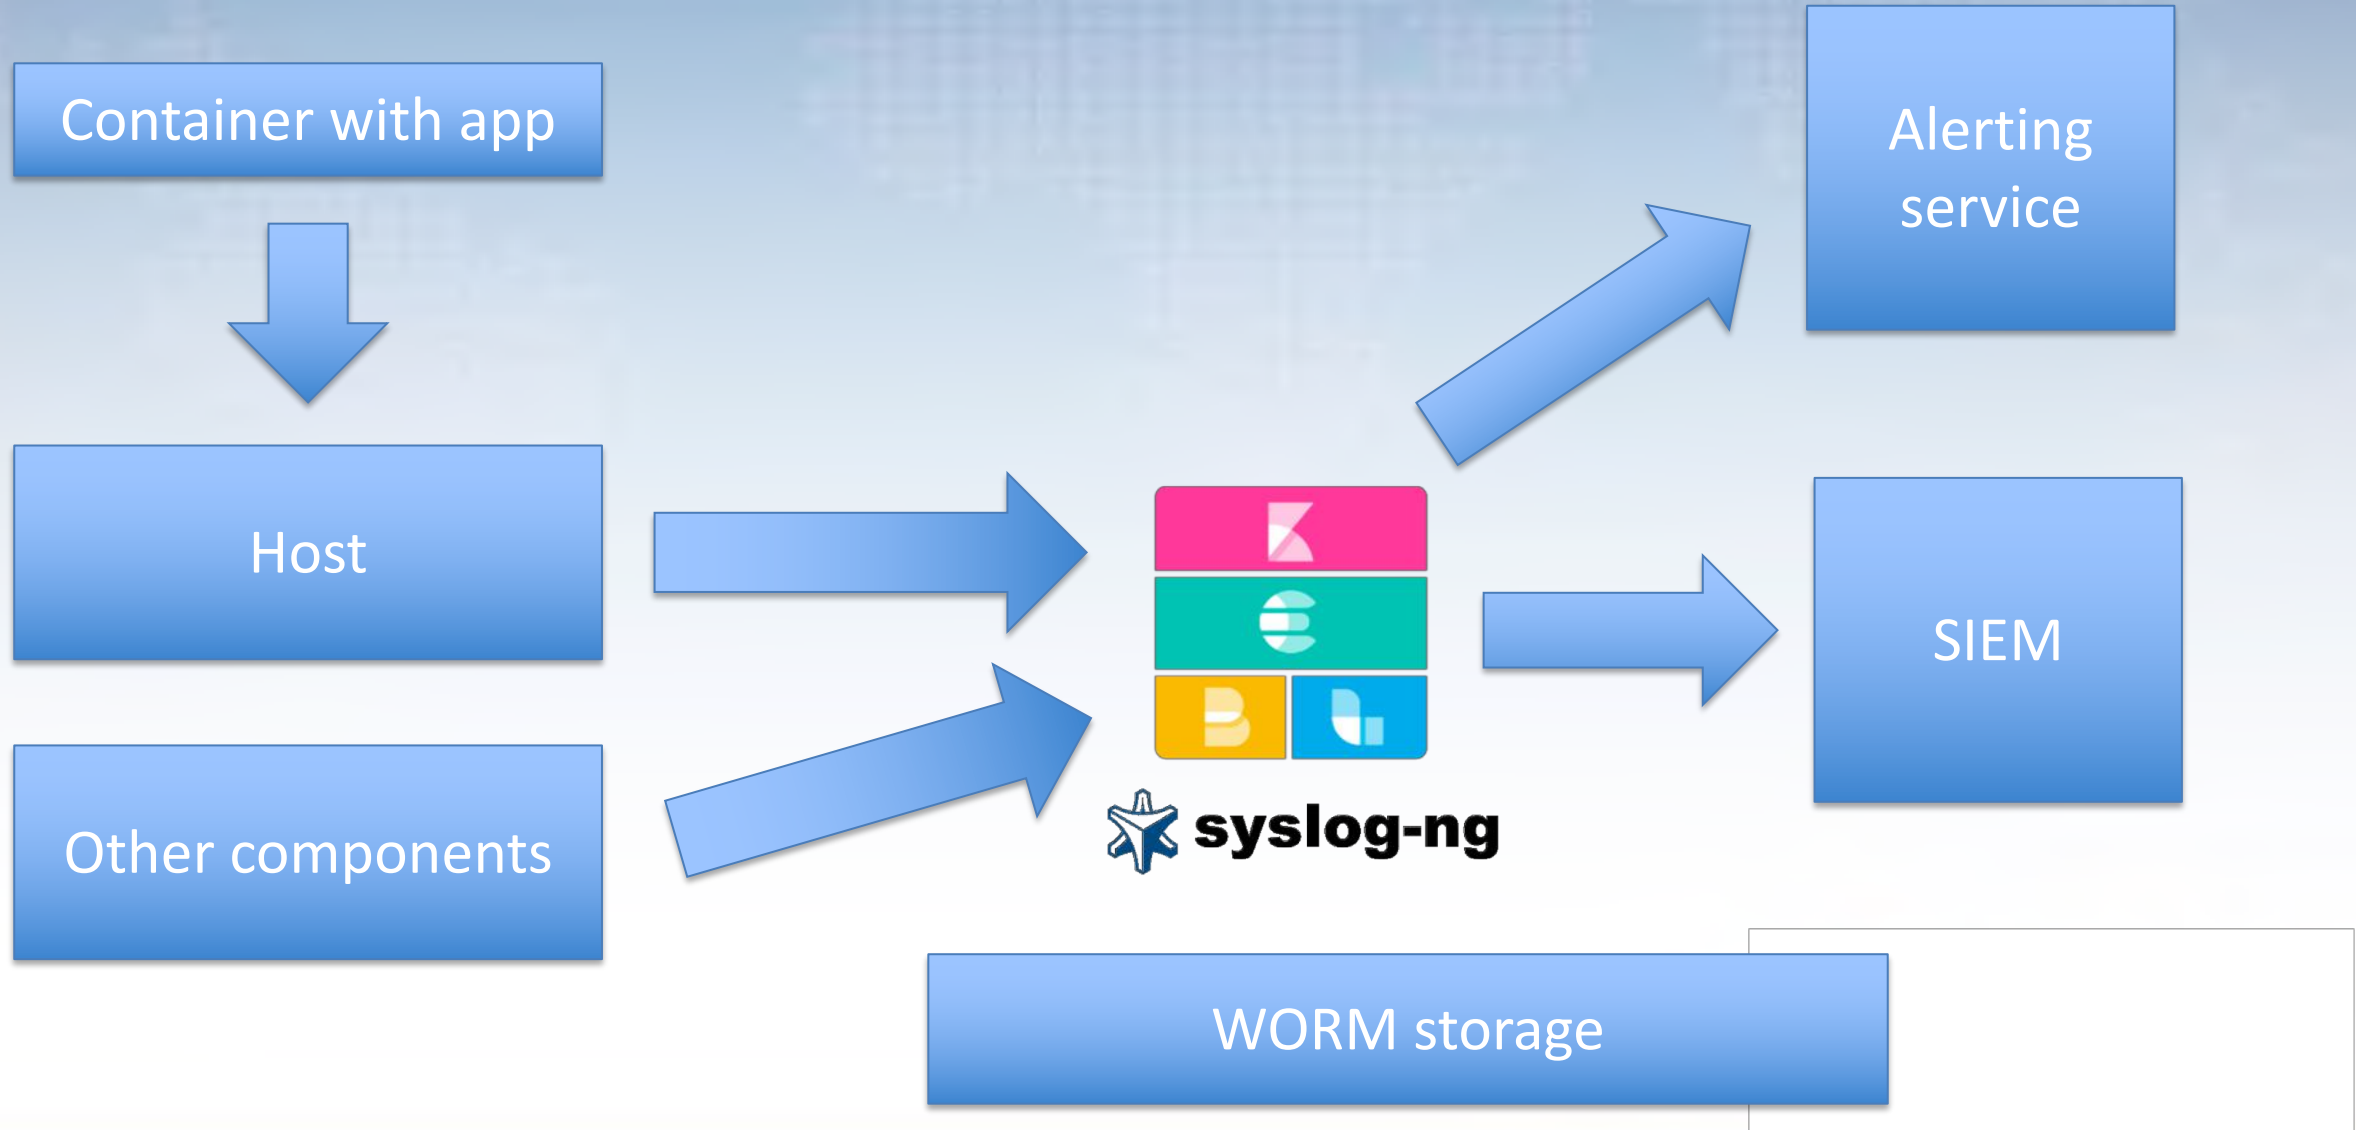 Container with app
Alerting
service
Host
SIEM
Other components
syslog-ng
WORM storage